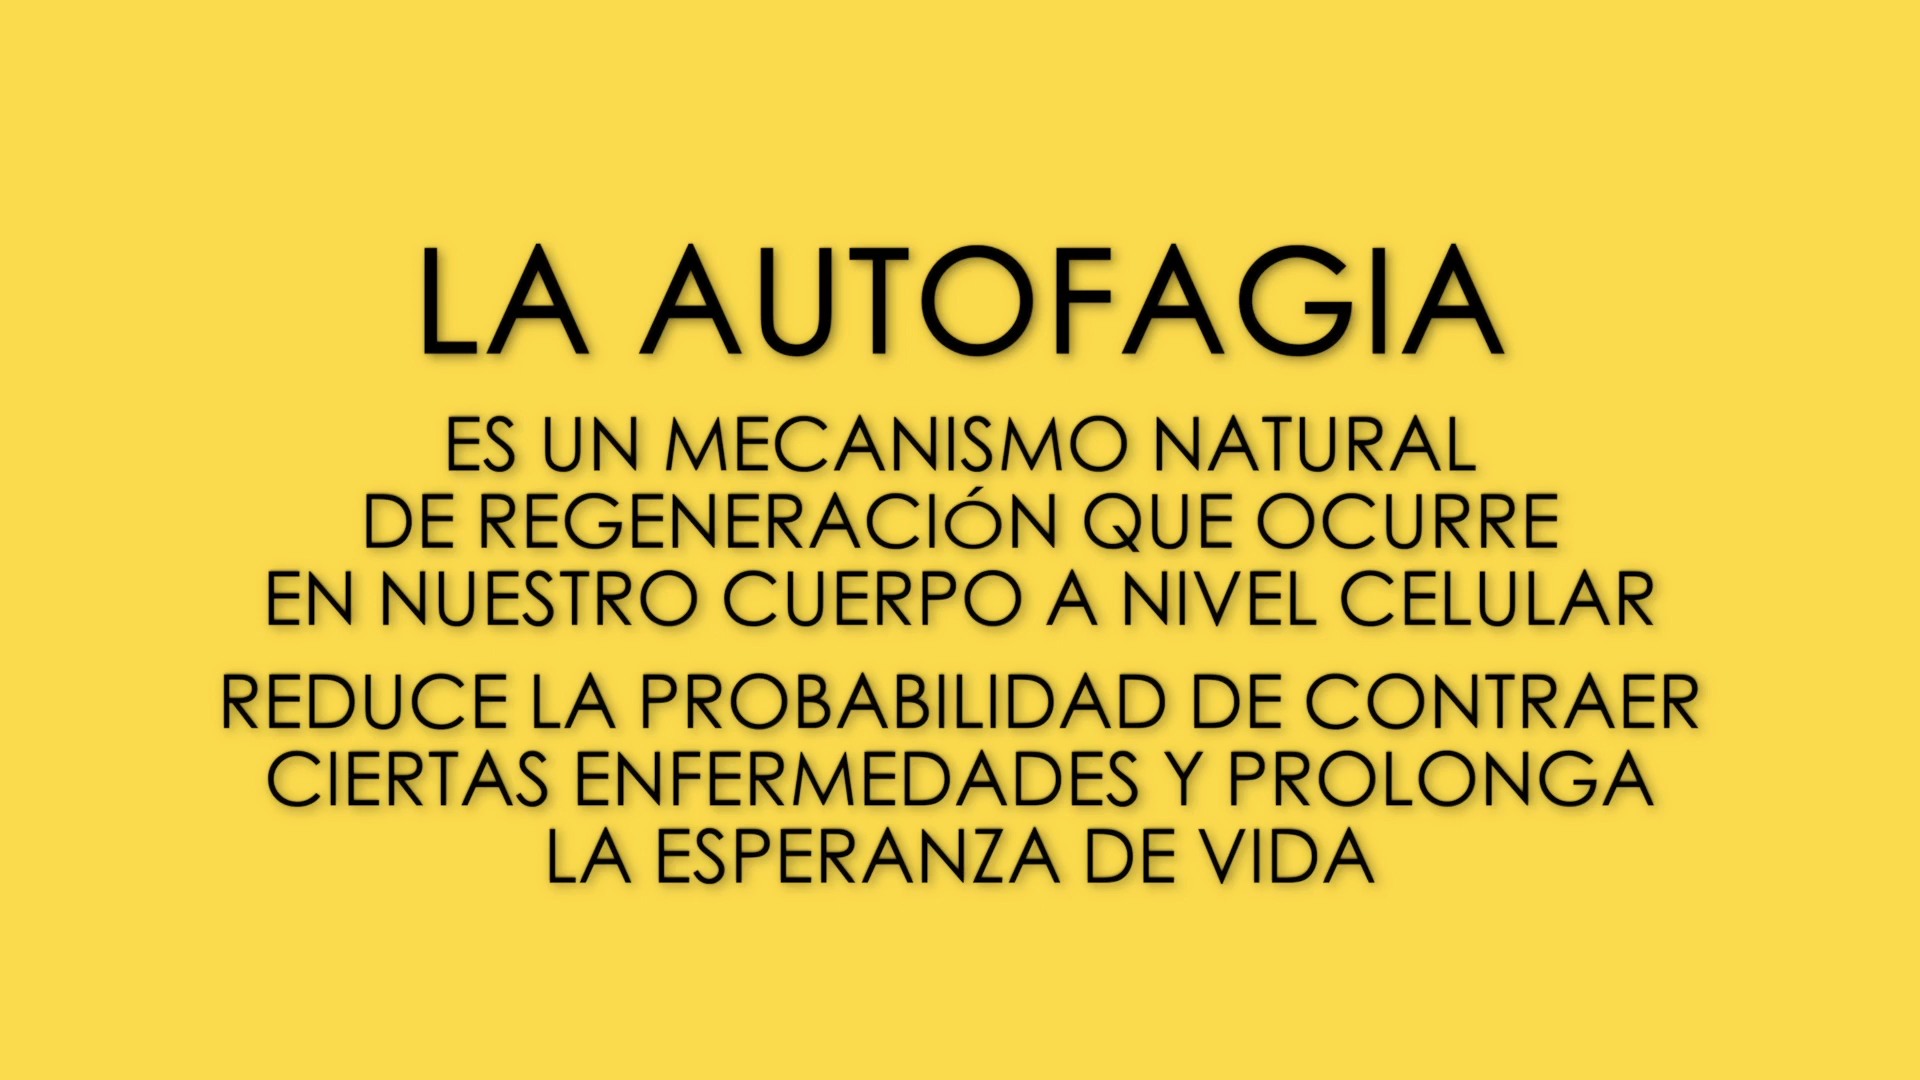 LA AUTOFAGIA
ES UN MECANISMO NATURAL
DE REGENERACIÓN QUE OCURRE
EN NUESTRO CUERPO A NIVEL CELULAR
REDUCE LA PROBABILIDAD DE CONTRAER
CIERTAS ENFERMEDADES Y PROLONGA
LA ESPERANZA DE VIDA